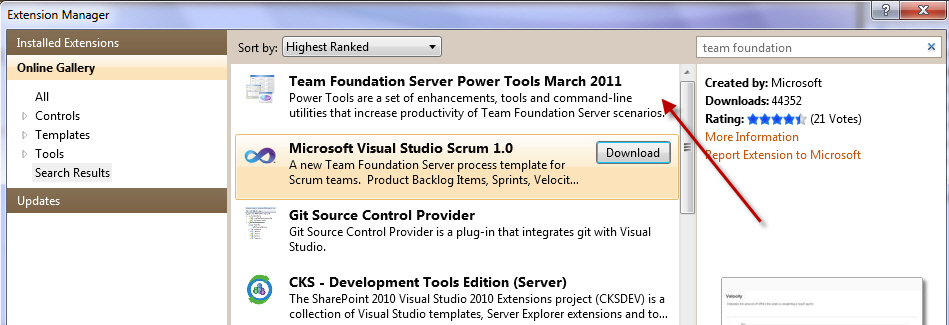 Extension Manager
Installed Extensions
Online Gallery
All
Controls
Templates
Tools
Search Results
Updates
Sort by: Highest Ranked
Team Foundation Server Power Tools March 2011
Power Tools are a set of enhancements, tools and command-line
utilities that increase productivity of Team Foundation Server scenarios.
Microsoft Visual Studio Scrum 1.0
Download
A new Team Foundation Server process template for
Scrum teams. Product Backlog Items, Sprints, Velocit...
Git Source Control Provider
Git Source Control Provider is a plug-in that integrates git with Visual
Studio.
CKS - Development Tools Edition (Server)
The SharePoint 2010 Visual Studio 2010 Extensions project (CKSDEV) is a
collection of Visual Studio templates, Server Explorer extensions and to...
team foundation
Created by: Microsoft
Downloads: 44352
Rating: (21 Votes)
More Information
Report Extension to Microsoft
Velocity